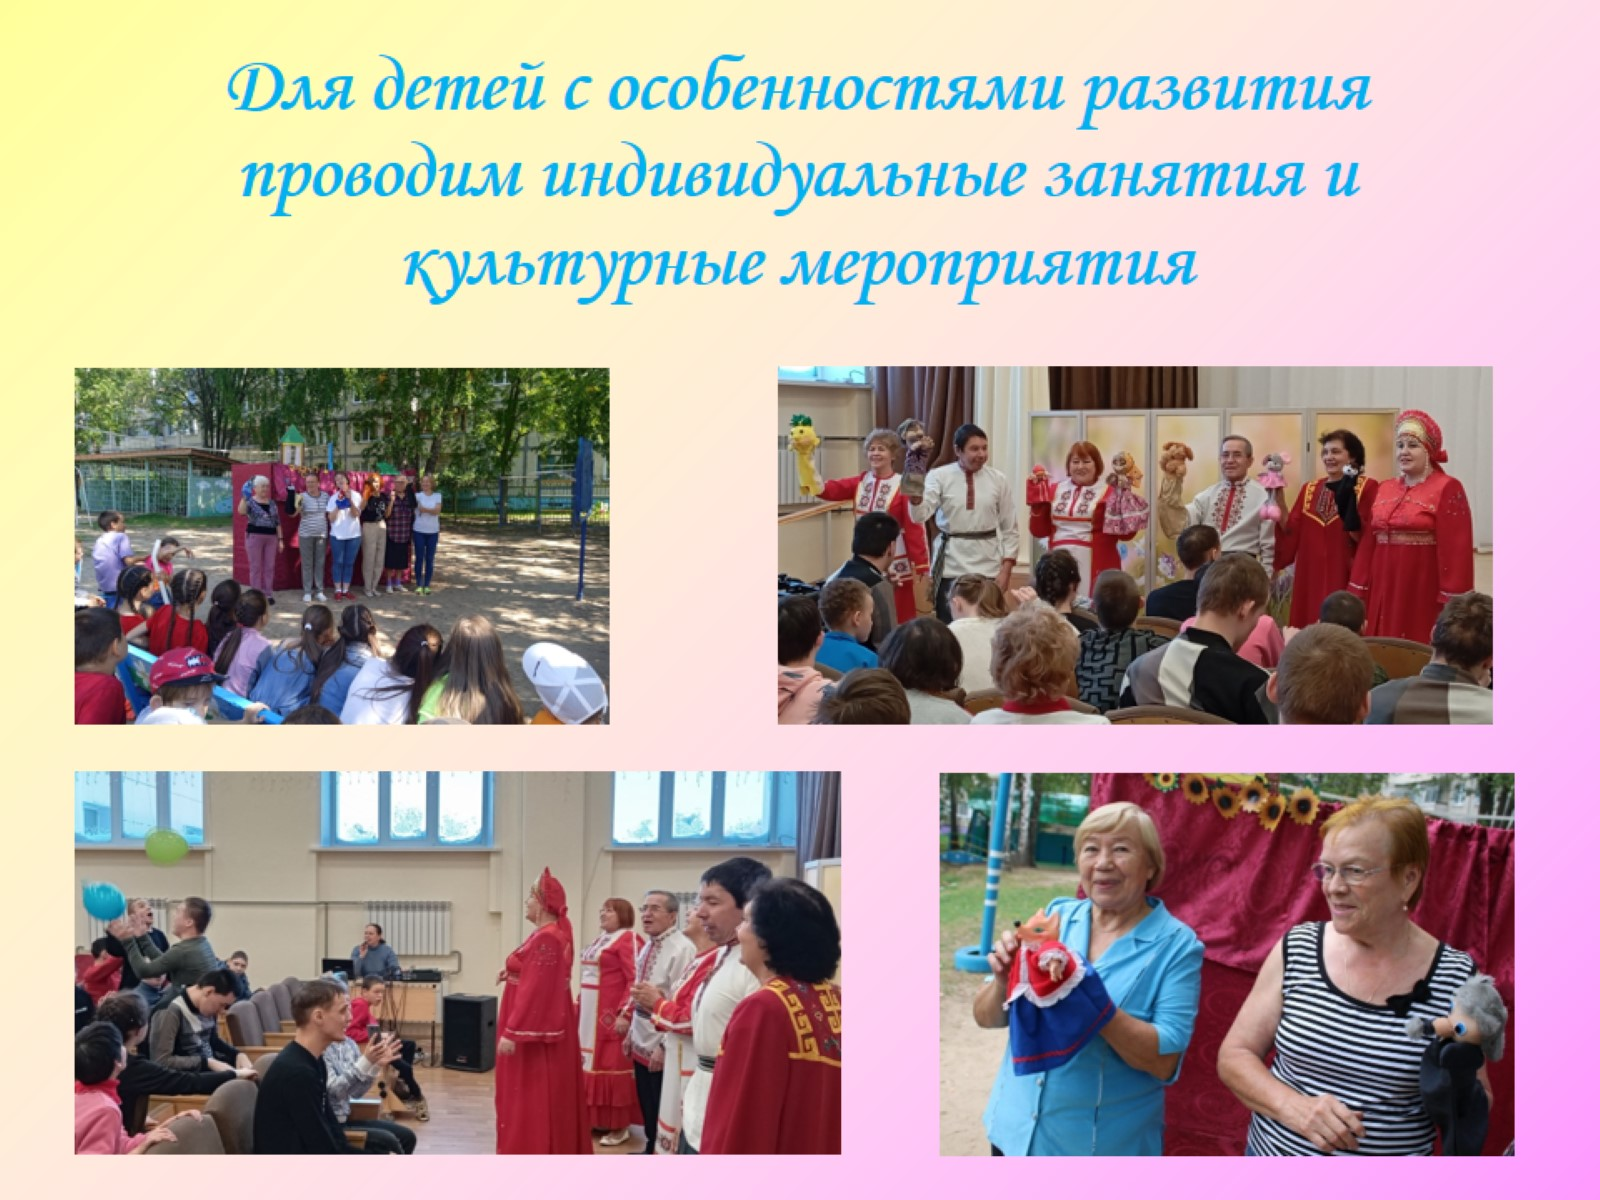 Для детей с особенностями развития
проводим индивидуальные занятия и
культурные мероприятия